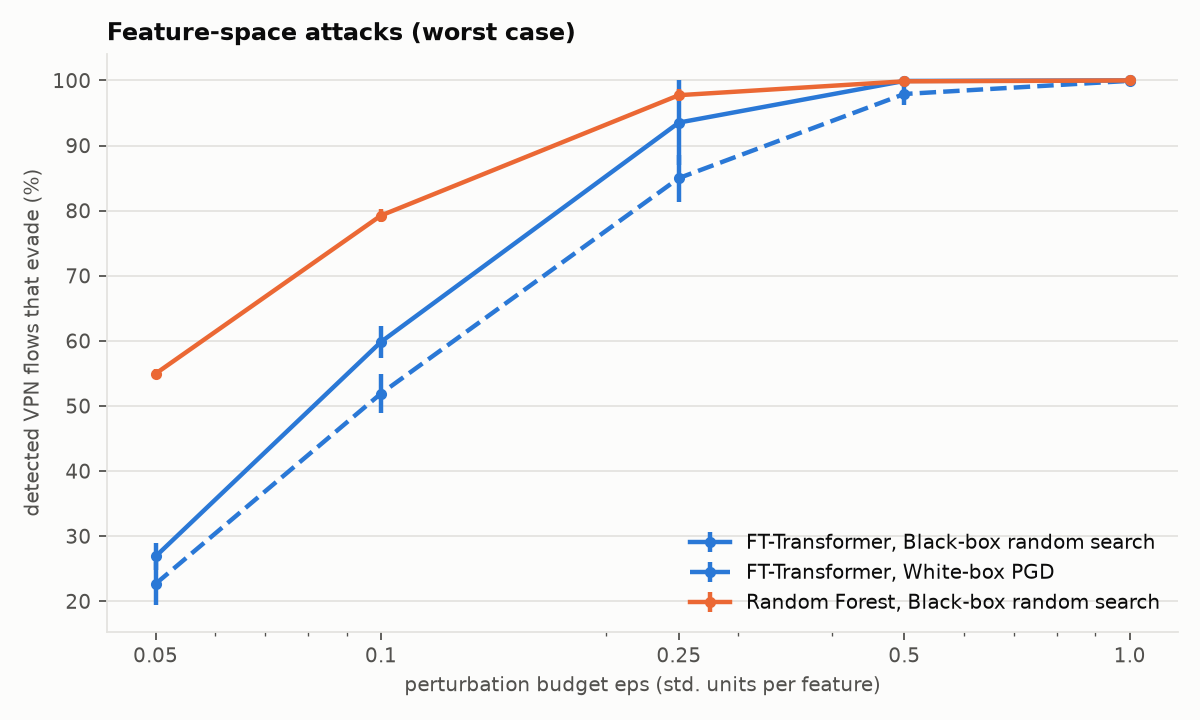 Feature-space attacks (worst case)
detected VPN flows that evade (%)
100
90
80
70
60
50
40
30
20
FT-Transformer, Black-box random search
FT-Transformer, White-box PGD
Random Forest, Black-box random search
0.05
0.1
0.25
0.5
1.0
perturbation budget eps (std. units per feature)